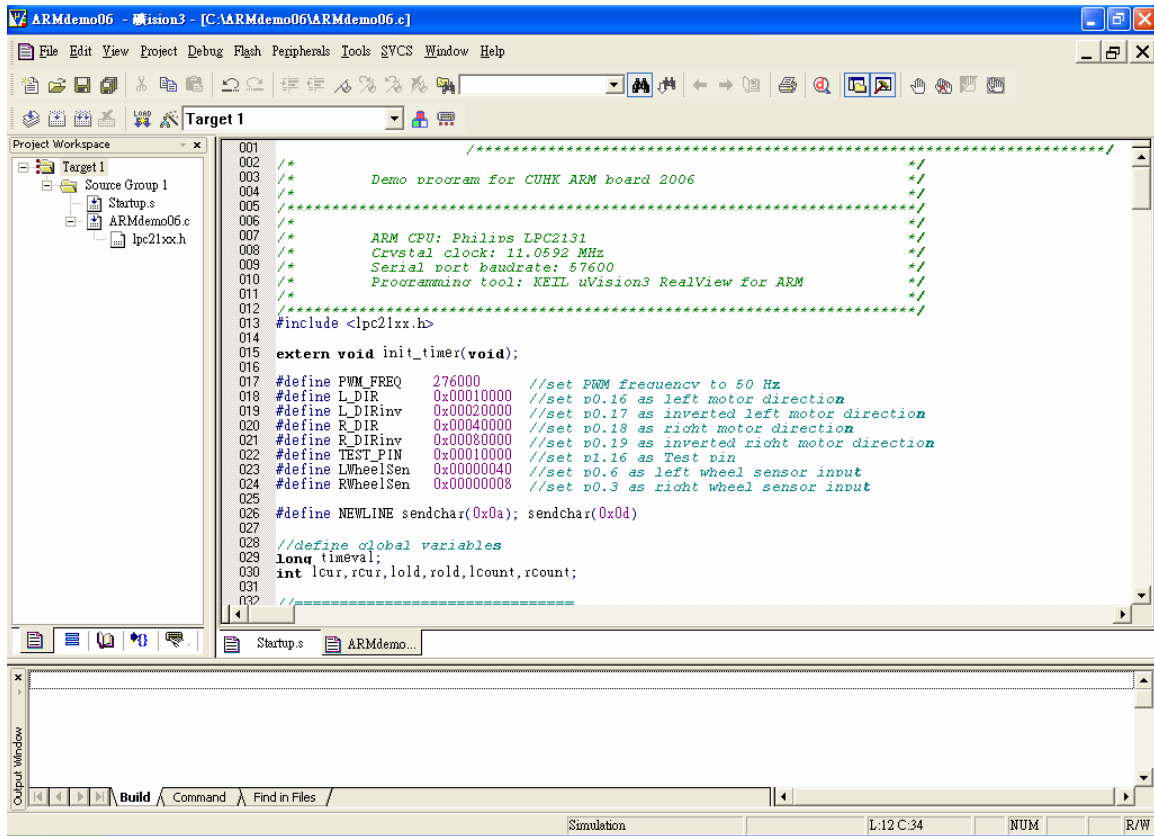 ARMdemo06 - 礦ision3 - [C:\ARMdemo06\ARMdemo06.c]
File Edit View Project Debug Flash Peripherals Tools SVCS Window Help
LOAD Target 1
Project Workspace
Target 1
Source Group 1
Startup.s
ARMdemo06.c
lpc21xx.h
001 /**********************************************************************/
002 /* */
003 /* Demo program for CUHK ARM board 2006 */
004 /* */
005 /**********************************************************************/
006 /* */
007 /* ARM CPU: Philips LPC2131 */
008 /* Crystal clock: 11.0592 MHz */
009 /* Serial port baudrate: 57600 */
010 /* Programming tool: KEIL uVision3 RealView for ARM */
011 /* */
012 /**********************************************************************/
013 #include <lpc21xx.h>
014
015 extern void init_timer(void);
016
017 #define PWM_FREQ 276000 //set PWM frequency to 50 Hz
018 #define L_DIR 0x00010000 //set p0.16 as left motor direction
019 #define L_DIRinv 0x00020000 //set p0.17 as inverted left motor direction
020 #define R_DIR 0x00040000 //set p0.18 as right motor direction
021 #define R_DIRinv 0x00080000 //set p0.19 as inverted right motor direction
022 #define TEST_PIN 0x00010000 //set p1.16 as Test pin
023 #define LWheelSen 0x00000040 //set p0.6 as left wheel sensor input
024 #define RWheelSen 0x00000008 //set p0.3 as right wheel sensor input
025
026 #define NEWLINE sendchar(0x0a); sendchar(0x0d)
027
028 //define global variables
029 long timeval;
030 int lcur,rcur,lold,rold,lcount,rcount;
031
032 //===============================
Startup.s ARMdemo...
Output Window
Build Command Find in Files
Simulation L:12 C:34 NUM R/W